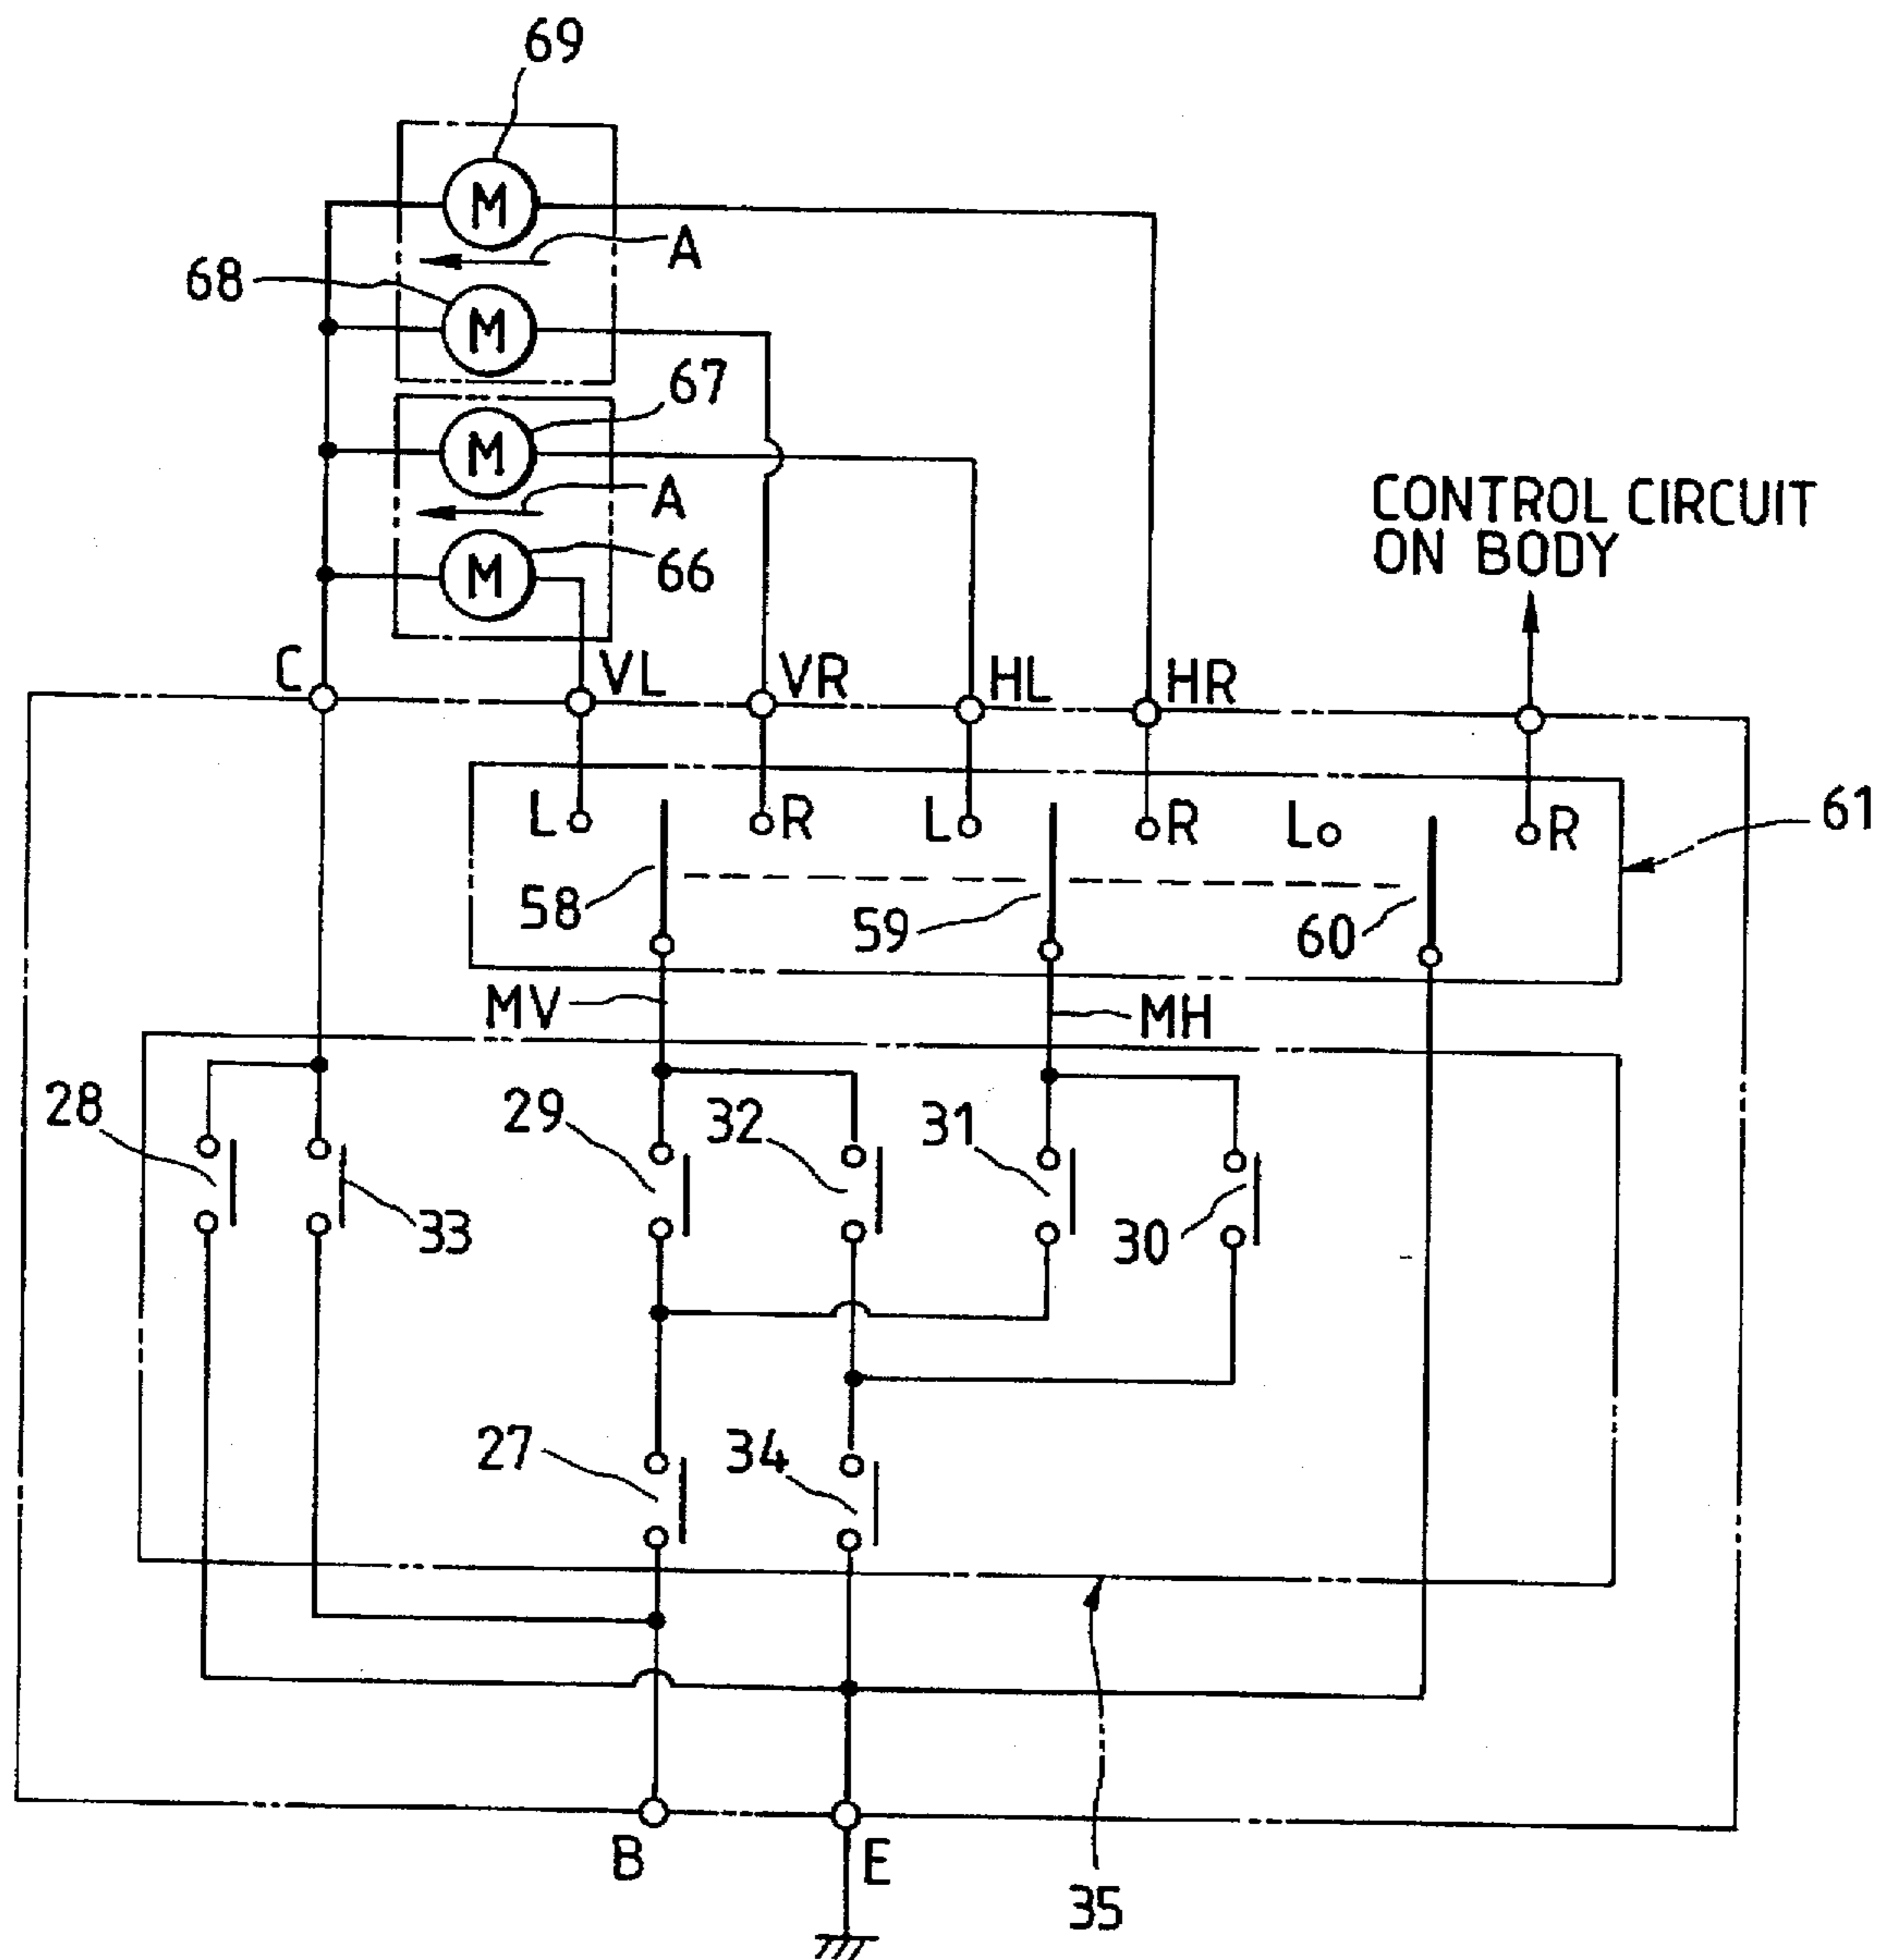 69
M
A
68
M
67
M
A
CONTROL CIRCUIT
ON BODY
M
66
C
VL
VR
HL
HR
L
R
L
R
L
R
61
58
59
60
MV
MH
28
29
32
31
33
30
27
34
B
E
35